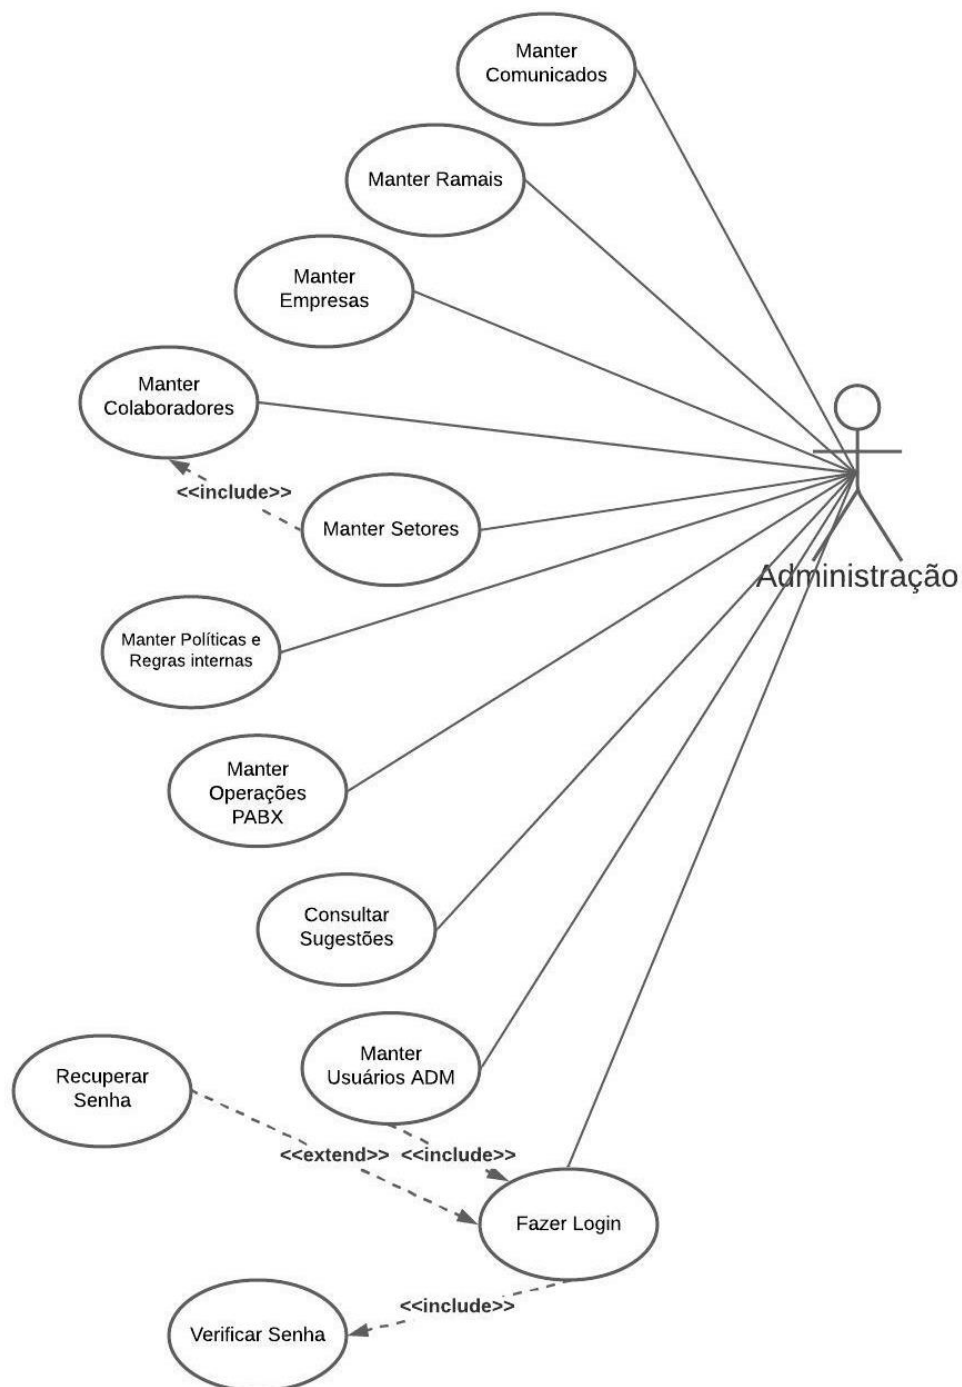 Manter
Comunicados
Manter Ramais
Manter
Empresas
Manter
Colaboradores
<<include>>
Manter Setores
Administração
Manter Políticas e
Regras internas
Manter
Operações
PABX
Consultar
Sugestões
Manter
Usuários ADM
Recuperar
Senha
<<extend>>
<<include>>
Fazer Login
<<include>>
Verificar Senha